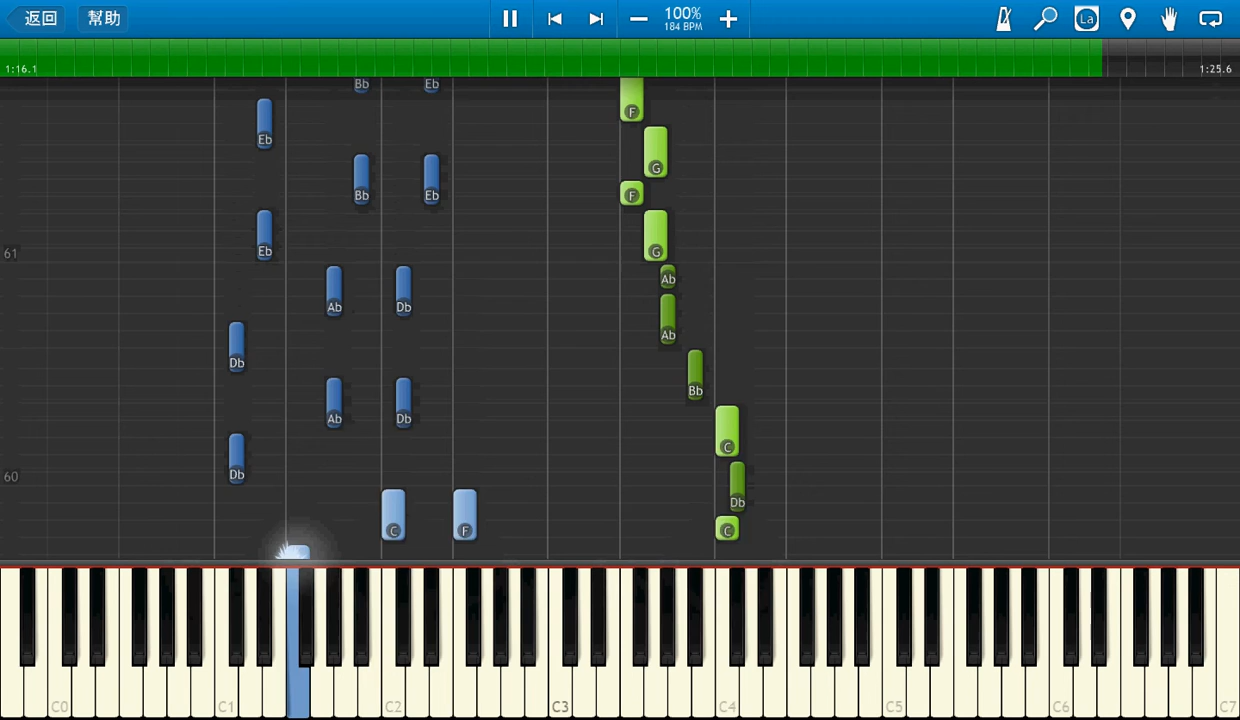 返回 幫助 100% La
184 BPM
1:16.1 1:25.6
Bb Eb
F
Eb
G
Bb Eb F
61 Eb G
Ab
Ab Db
Ab
Db
Bb
Ab Db
C
60 Db
Db
C F C
C0 C1 C2 C3 C4 C5 C6 C7